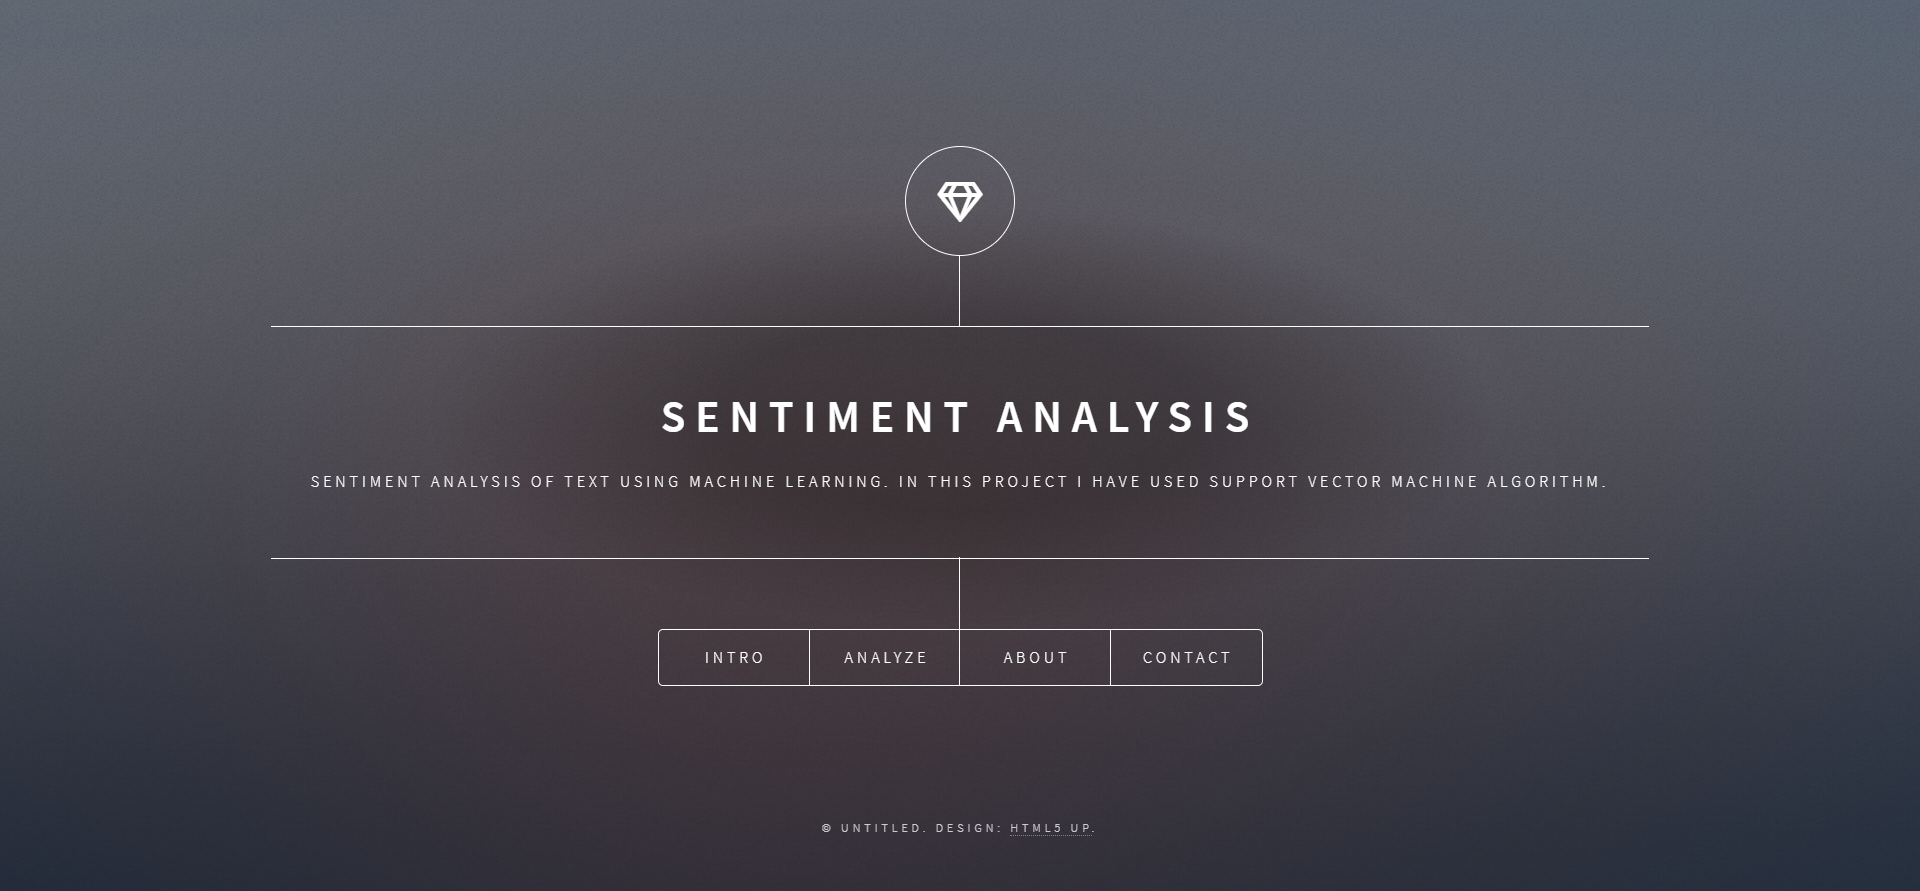 SENTIMENT ANALYSIS
SENTIMENT ANALYSIS OF TEXT USING MACHINE LEARNING. IN THIS PROJECT I HAVE USED SUPPORT VECTOR MACHINE ALGORITHM.
INTRO ANALYZE ABOUT CONTACT
© UNTITLED. DESIGN: HTML5 UP.